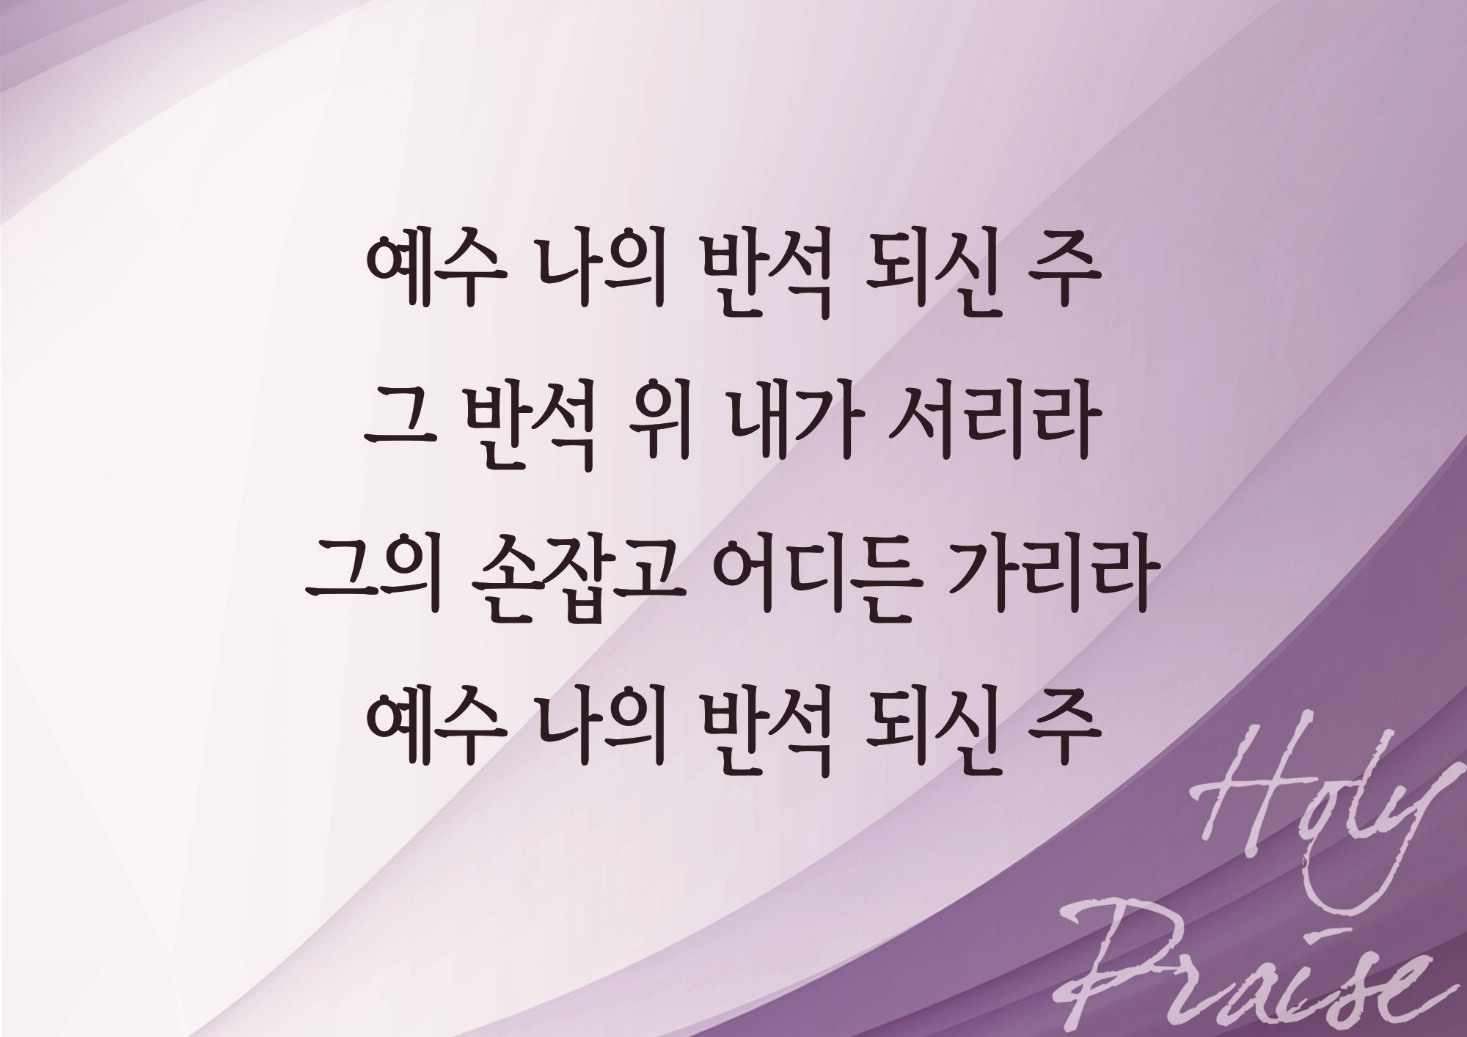 예수 나의 반석 되신 주
그 반석 위 내가 서리라
그의 손잡고 어디든 가리라
예수 나의 반석 되신 주
Holy
Praise